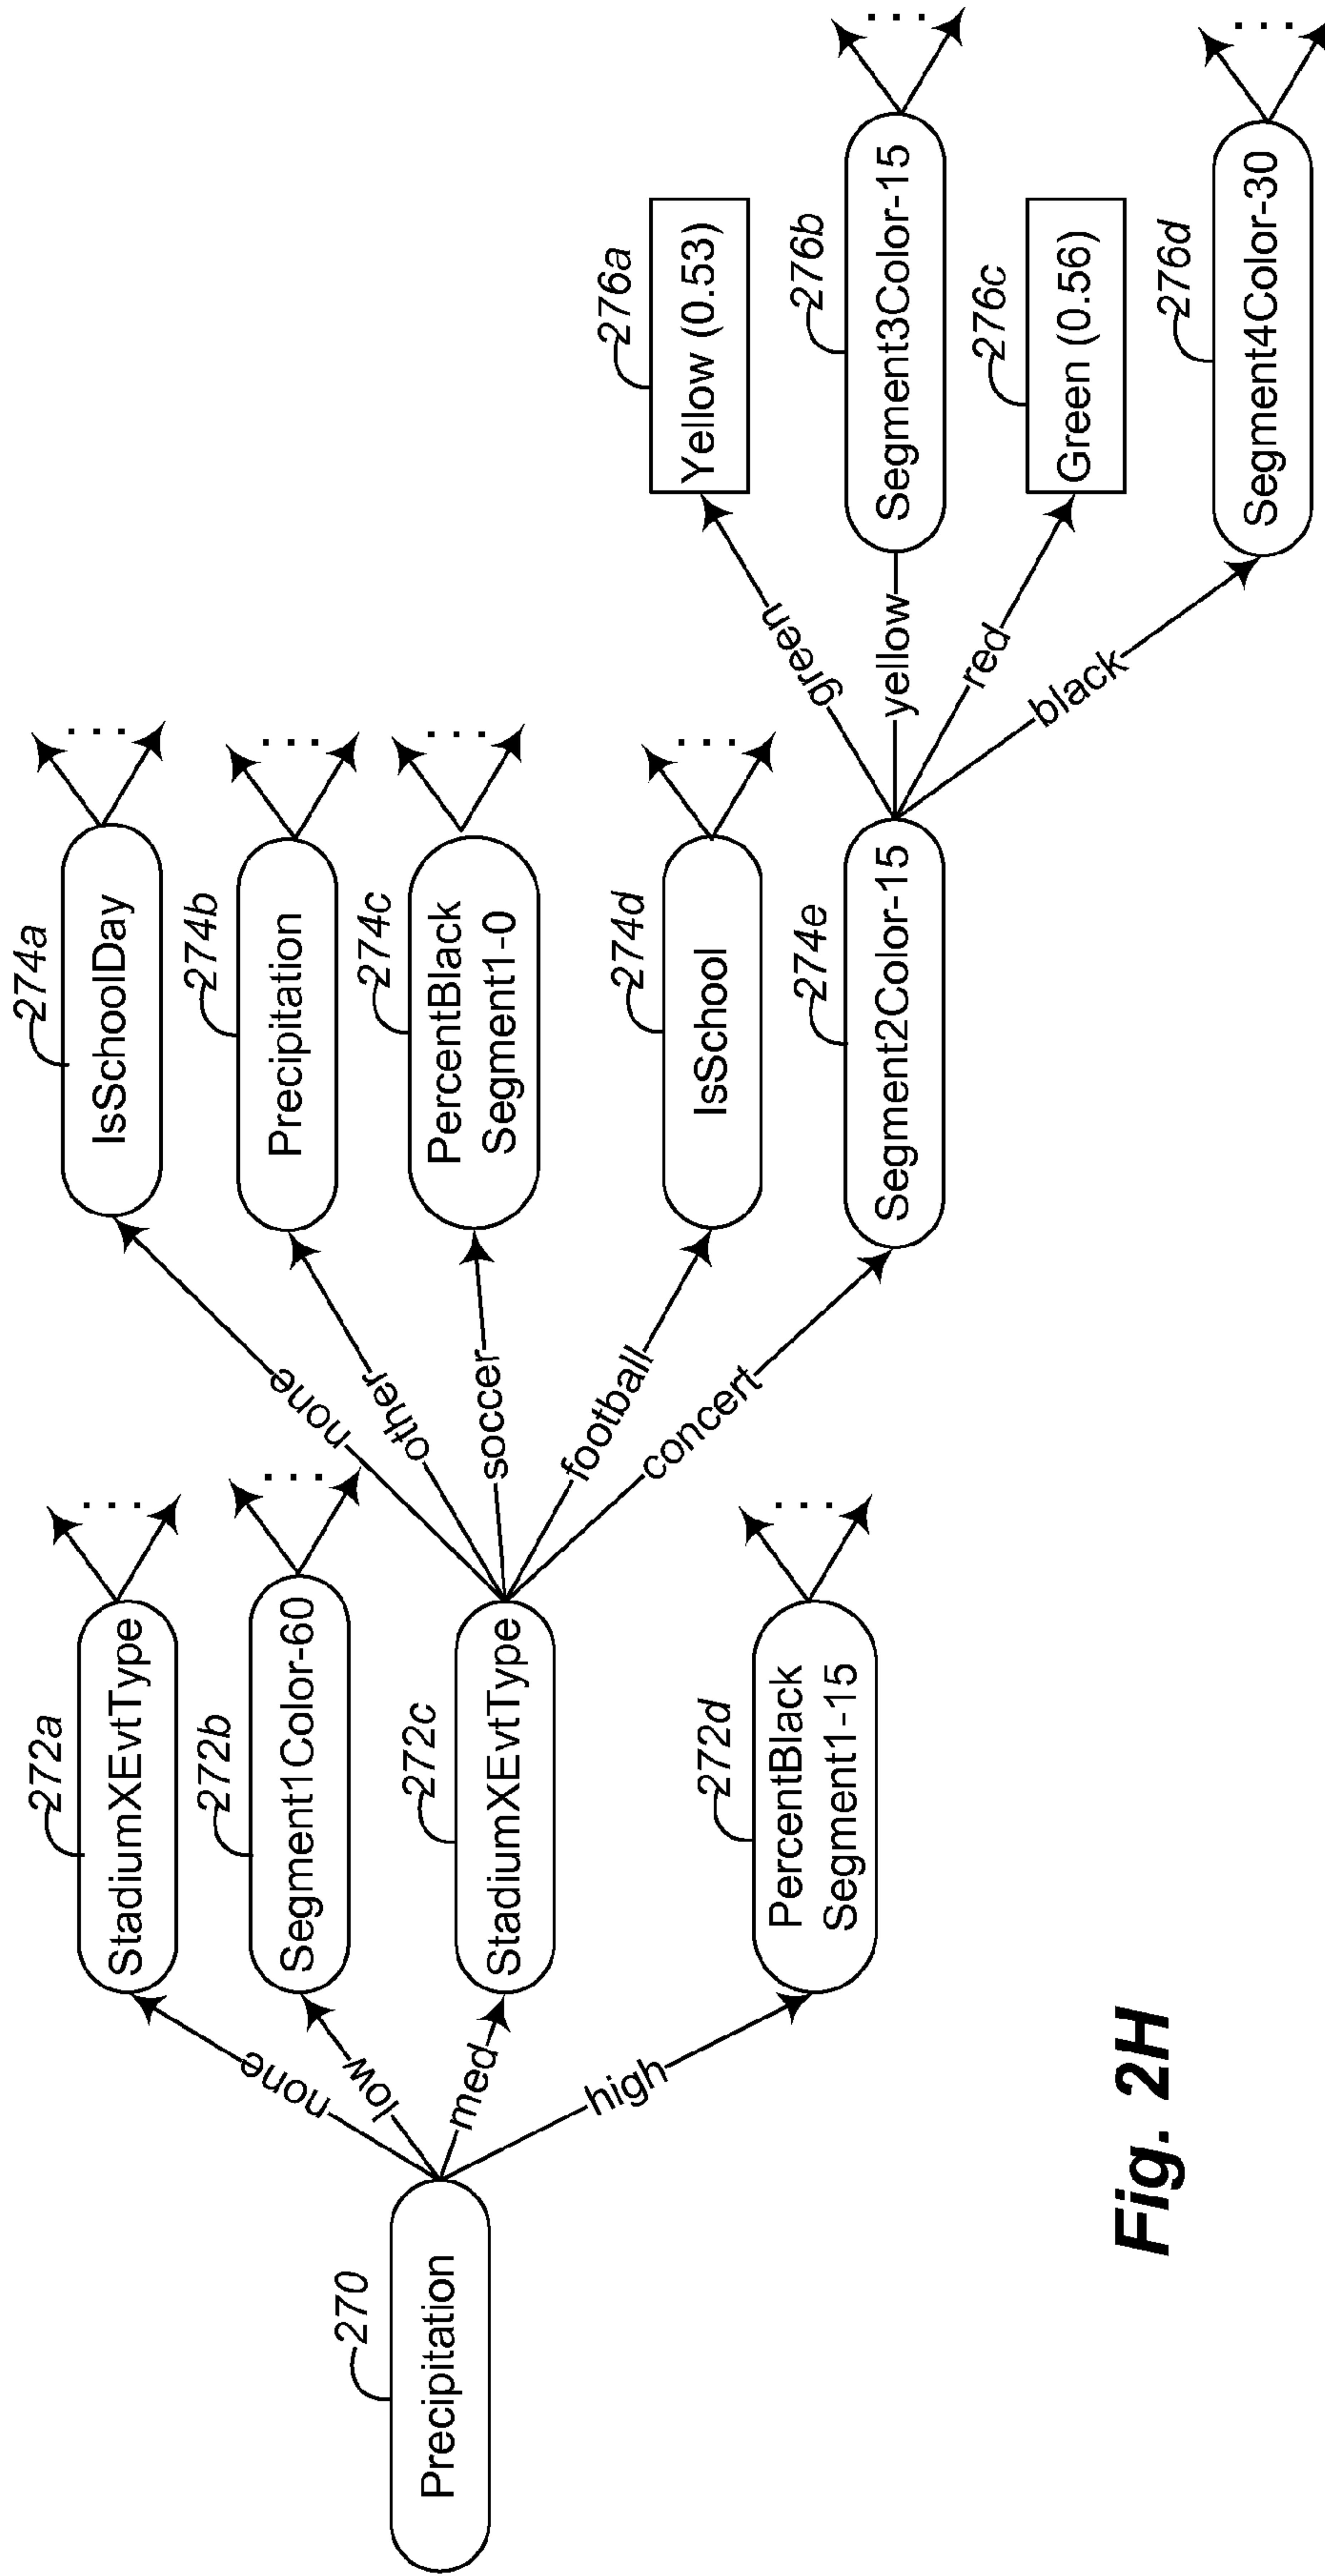 270
Precipitation
none
low
med
high
272a
StadiumXEvtType
...
272b
Segment1Color-60
...
272c
StadiumXEvtType
272d
PercentBlack
Segment1-15
...
none
other
soccer
football
concert
274a
IsSchoolDay
...
274b
Precipitation
...
274c
PercentBlack
Segment1-0
...
274d
IsSchool
...
274e
Segment2Color-15
green
yellow
red
black
276a
Yellow (0.53)
276b
Segment3Color-15
...
276c
Green (0.56)
276d
Segment4Color-30
...
Fig. 2H